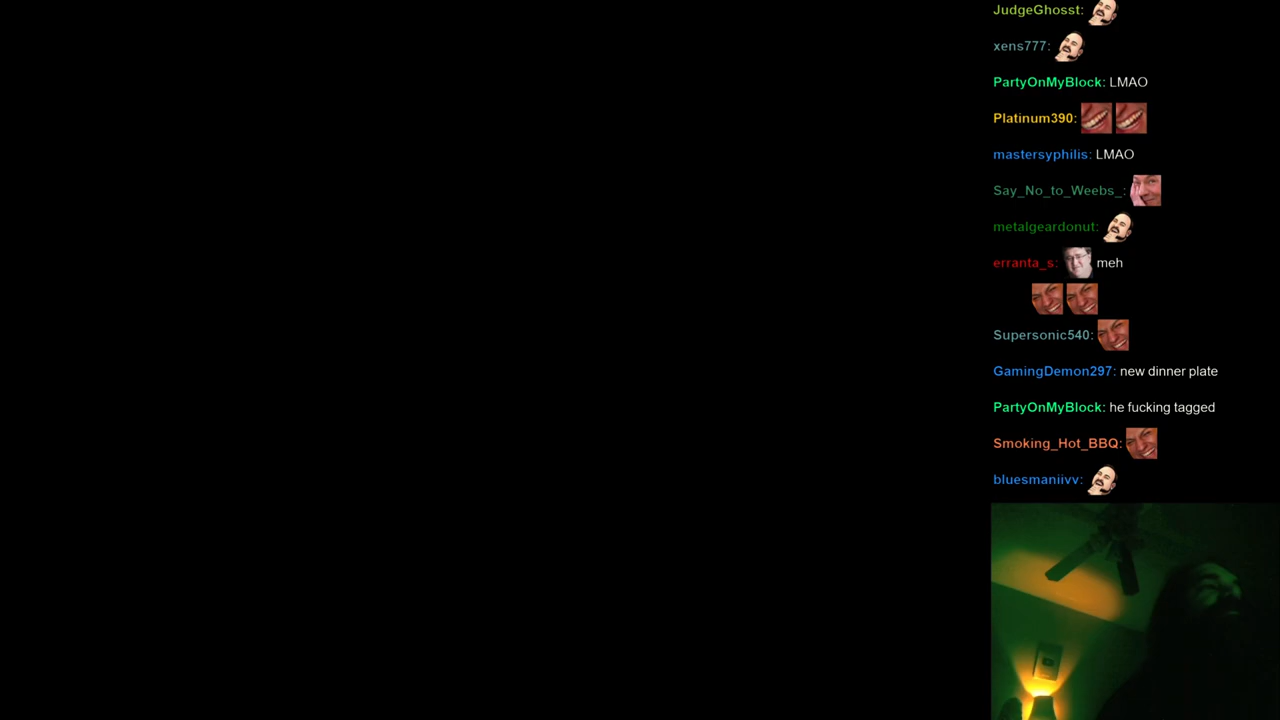 JudgeGhosst:
xens777:
PartyOnMyBlock: LMAO
Platinum390:
mastersyphilis: LMAO
Say_No_to_Weebs_:
metalgeardonut:
erranta_s: meh
Supersonic540:
GamingDemon297: new dinner plate
PartyOnMyBlock: he fucking tagged
Smoking_Hot_BBQ:
bluesmaniivv: